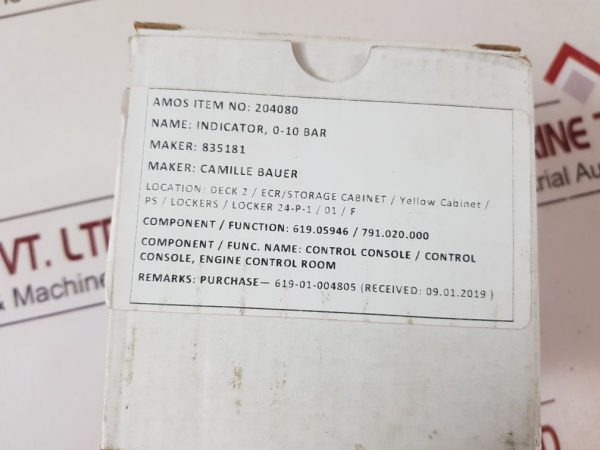 AMOS ITEM NO: 204080
NAME: INDICATOR, 0-10 BAR
MAKER: 835181
MAKER: CAMILLE BAUER
LOCATION: DECK 2 / ECR/STORAGE CABINET / Yellow Cabinet /
PS / LOCKERS / LOCKER 24-P-1 / 01 / F
COMPONENT / FUNCTION: 619.05946 / 791.020.000
COMPONENT / FUNC. NAME: CONTROL CONSOLE / CONTROL
CONSOLE, ENGINE CONTROL ROOM
REMARKS: PURCHASE— 619-01-004805 (RECEIVED: 09.01.2019 )
VT. LTD
& Machine
INE T
trial Au